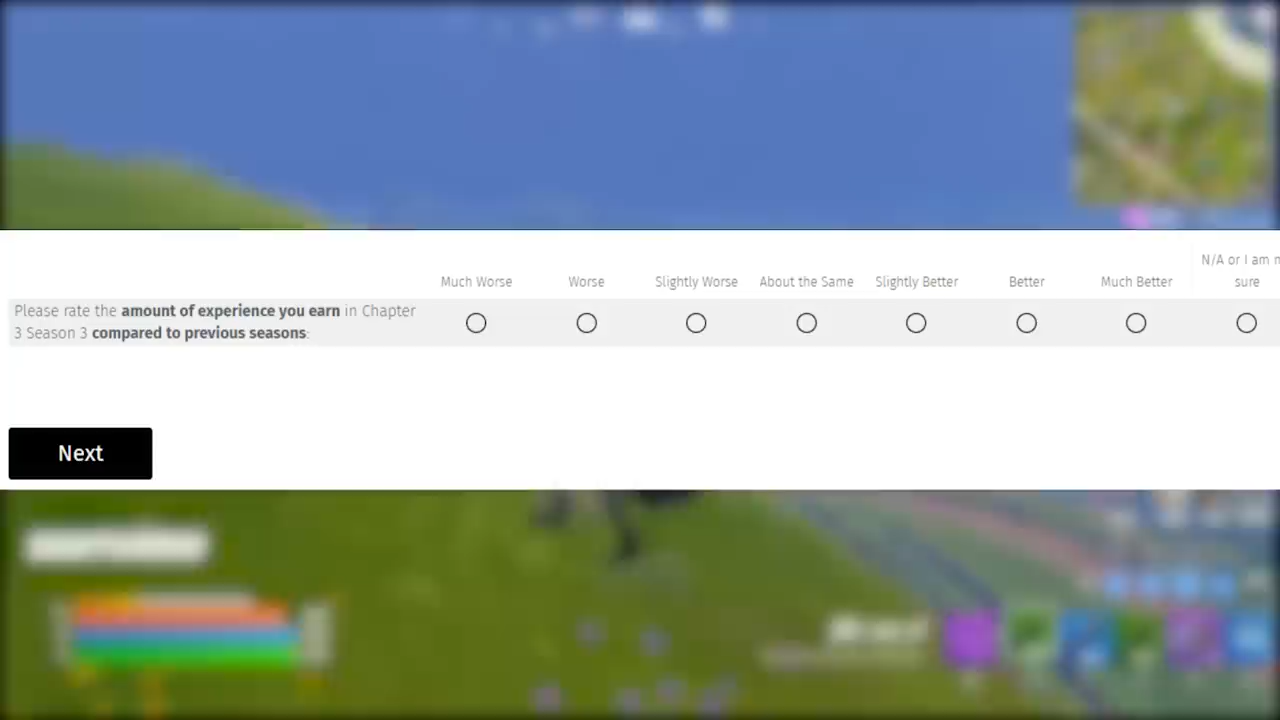 Much Worse
Worse
Slightly Worse
About the Same
Slightly Better
Better
Much Better
N/A or I am
sure
Please rate the amount of experience you earn in Chapter
3 Season 3 compared to previous seasons:
Next